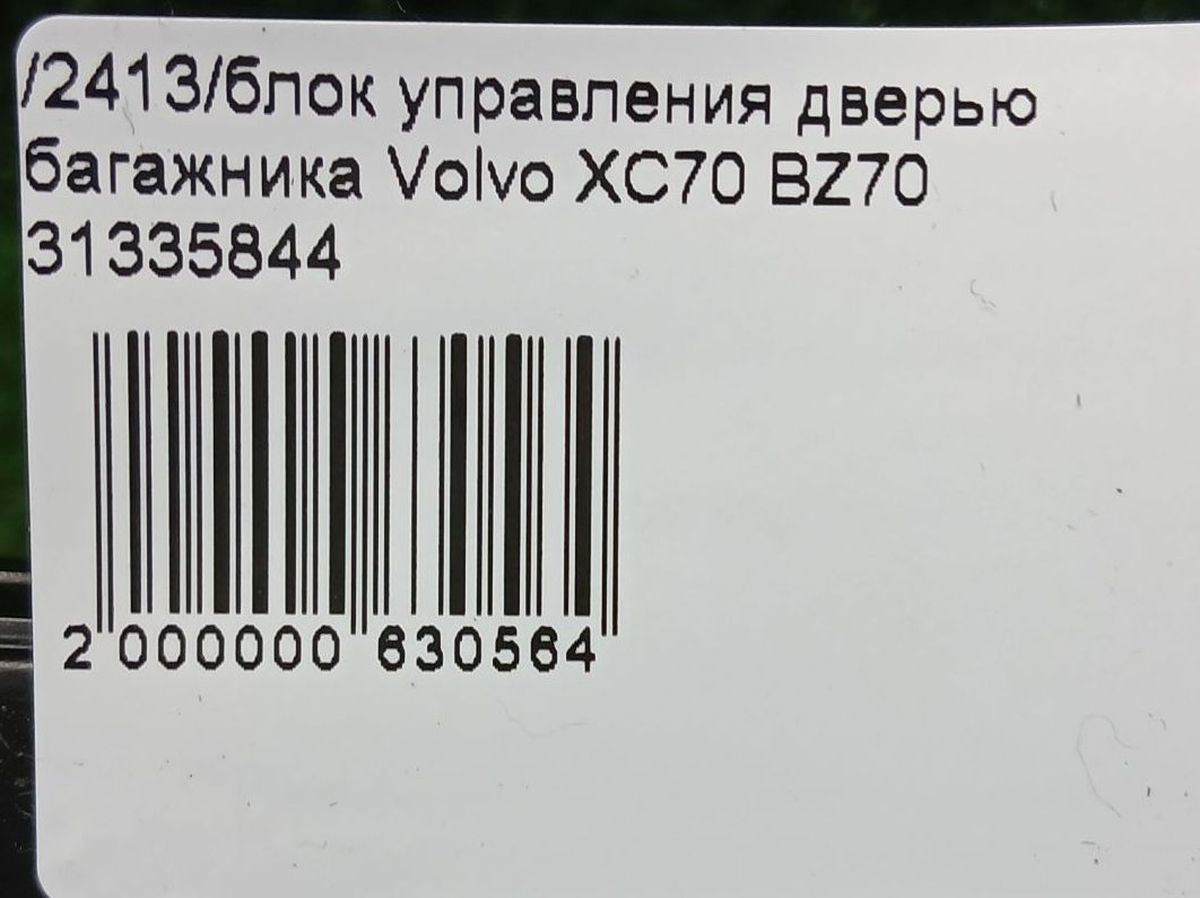 /2413/блок управления дверью
багажника Volvo XC70 BZ70
31335844
2 000000 630564